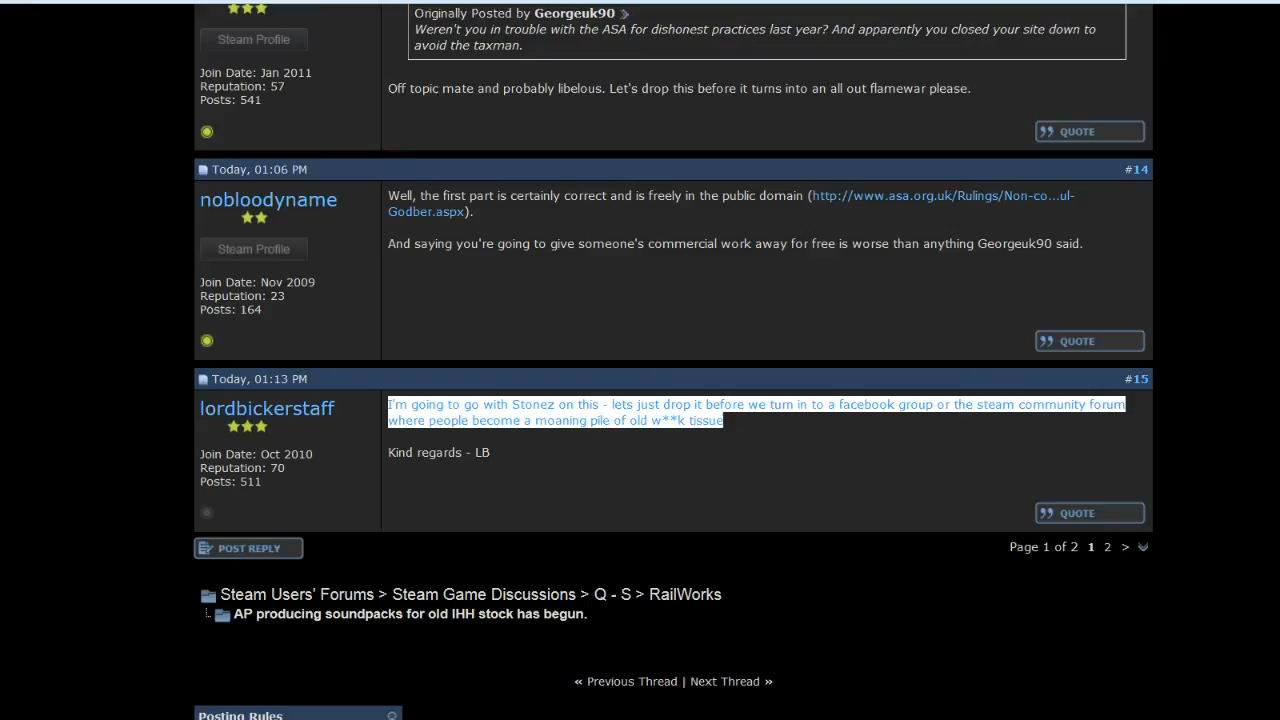 Originally Posted by Georgeuk90
Weren't you in trouble with the ASA for dishonest practices last year? And apparently you closed your site down to
avoid the taxman.
Steam Profile
Join Date: Jan 2011
Reputation: 57
Posts: 541
Off topic mate and probably libelous. Let's drop this before it turns into an all out flamewar please.
QUOTE
Today, 01:06 PM
#14
nobloodyname
Steam Profile
Join Date: Nov 2009
Reputation: 23
Posts: 164
Well, the first part is certainly correct and is freely in the public domain (http://www.asa.org.uk/Rulings/Non-co...ul-
Godber.aspx).
And saying you're going to give someone's commercial work away for free is worse than anything Georgeuk90 said.
QUOTE
Today, 01:13 PM
#15
lordbickerstaff
Join Date: Oct 2010
Reputation: 70
Posts: 511
I'm going to go with Stonez on this - lets just drop it before we turn in to a facebook group or the steam community forum
where people become a moaning pile of old w**k tissue
Kind regards - LB
QUOTE
POST REPLY
Page 1 of 2 1 2 >
Steam Users' Forums > Steam Game Discussions > Q - S > RailWorks
AP producing soundpacks for old IHH stock has begun.
« Previous Thread | Next Thread »
Posting Rules